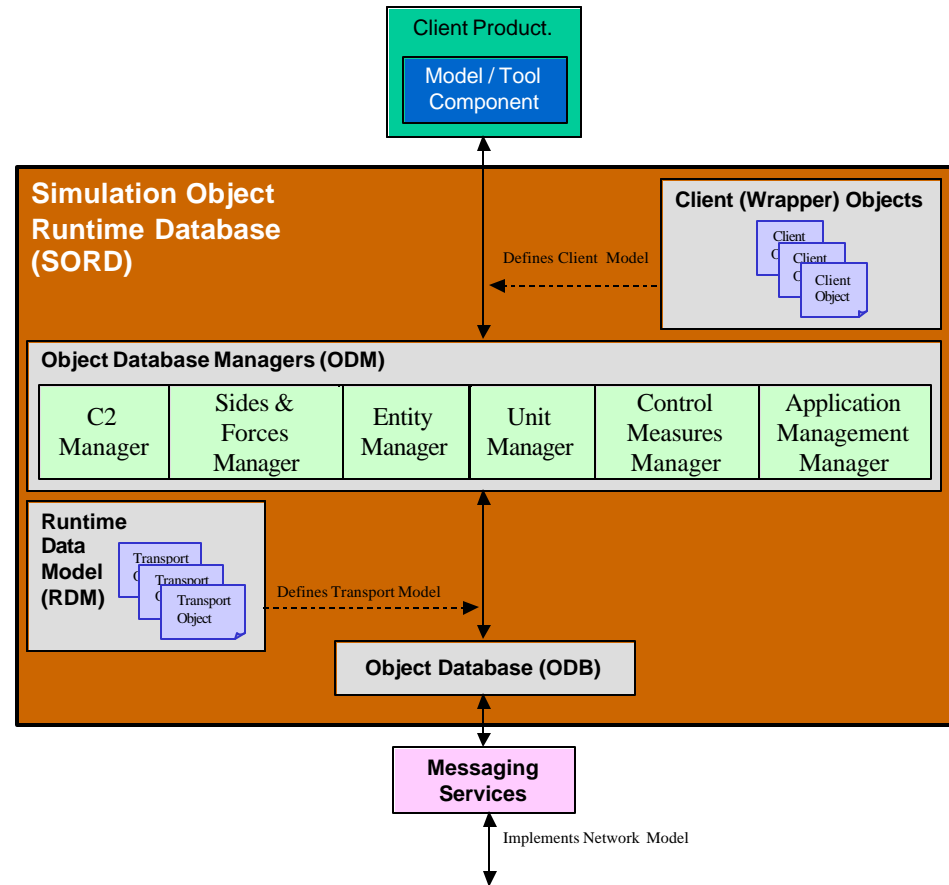 Client Product.
Model / Tool
Component
Simulation Object
Runtime Database
(SORD)
Client (Wrapper) Objects
Client
O
Client
O
Client
Object
Defines Client Model
Object Database Managers (ODM)
C2
Manager
Sides &
Forces
Manager
Entity
Manager
Unit
Manager
Control
Measures
Manager
Application
Management
Manager
Runtime
Data
Model
(RDM)
Transport
O
Transport
O
Transport
Object
Defines Transport Model
Object Database (ODB)
Messaging
Services
Implements Network Model